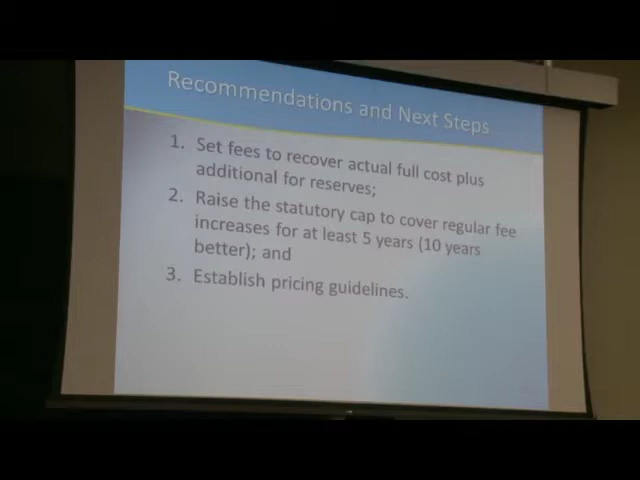 Recommendations and Next Steps
1. Set fees to recover actual full cost plus
additional for reserves;
2. Raise the statutory cap to cover regular fee
increases for at least 5 years (10 years
better); and
3. Establish pricing guidelines.